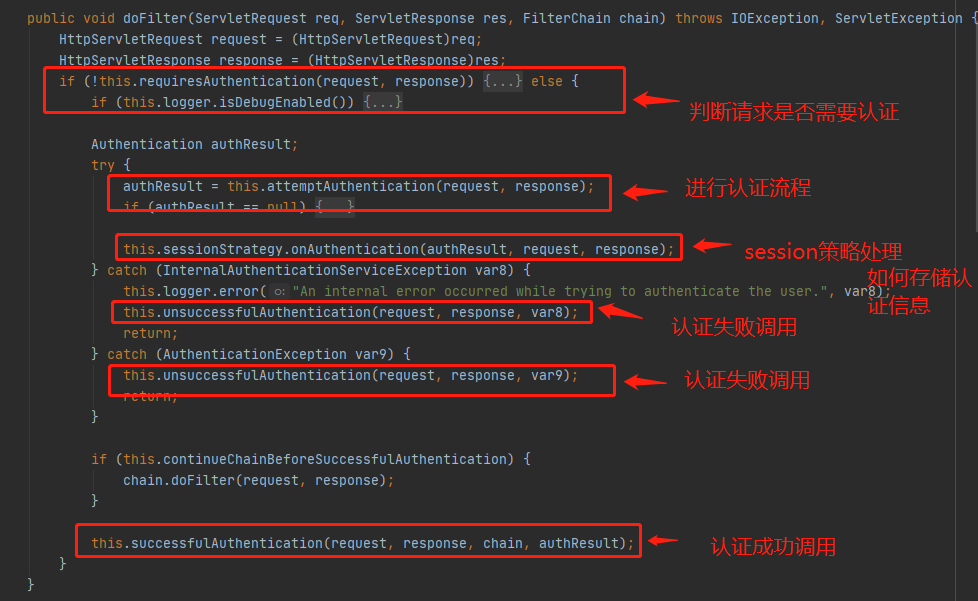 public void doFilter(ServletRequest req, ServletResponse res, FilterChain chain) throws IOException, ServletException {
HttpServletRequest request = (HttpServletRequest)req;
HttpServletResponse response = (HttpServletResponse)res;
if (!this.requiresAuthentication(request, response)) {...} else {
if (this.logger.isDebugEnabled()) {...}
判断请求是否需要认证
Authentication authResult;
try {
authResult = this.attemptAuthentication(request, response);
进行认证流程
if (authResult == null) {...}
this.sessionStrategy.onAuthentication(authResult, request, response);
session策略处理
} catch (InternalAuthenticationServiceException var8) {
如何存储认
证信息
this.logger.error( o: "An internal error occurred while trying to authenticate the user.", var8);
this.unsuccessfulAuthentication(request, response, var8);
认证失败调用
return;
} catch (AuthenticationException var9) {
this.unsuccessfulAuthentication(request, response, var9);
认证失败调用
return;
}
if (this.continueChainBeforeSuccessfulAuthentication) {
chain.doFilter(request, response);
}
this.successfulAuthentication(request, response, chain, authResult);
认证成功调用
}
}